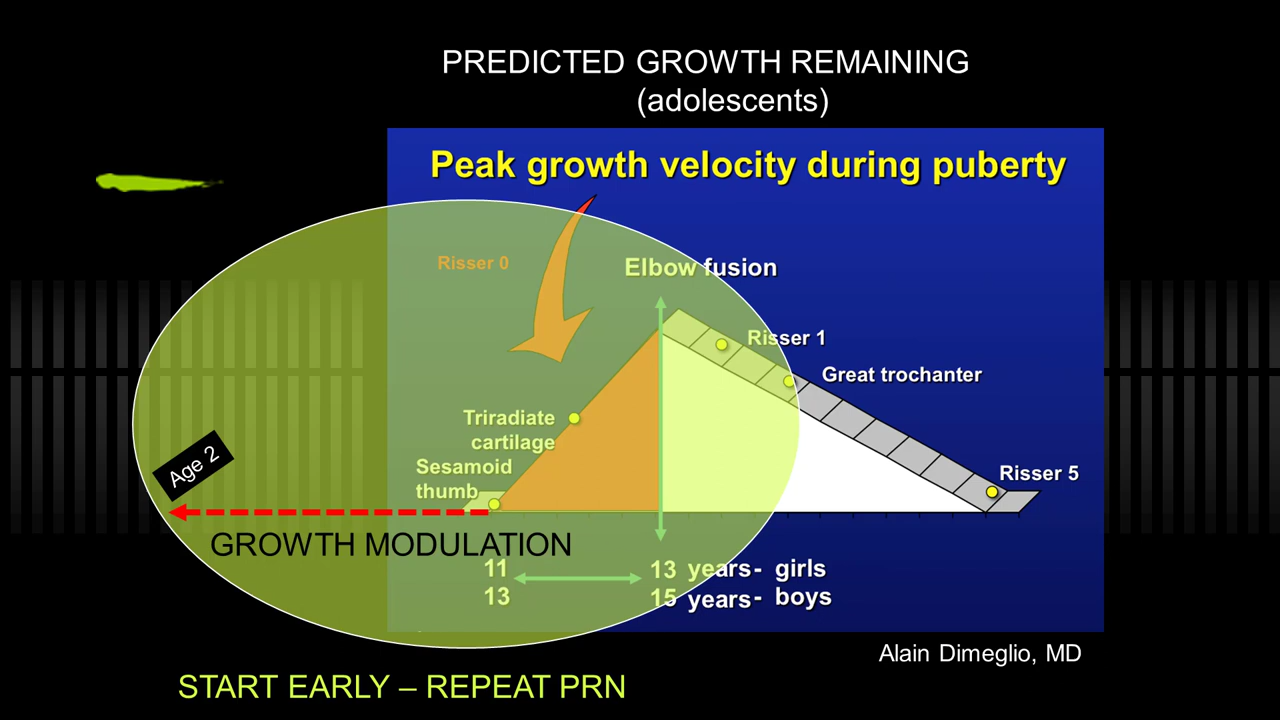 PREDICTED GROWTH REMAINING
(adolescents)
Peak growth velocity during puberty
Risser 0
Elbow fusion
Risser 1
Great trochanter
Triradiate
cartilage
Sesamoid
thumb
Risser 5
Age 2
GROWTH MODULATION
11 13 years - girls
13 15 years - boys
Alain Dimeglio, MD
START EARLY – REPEAT PRN